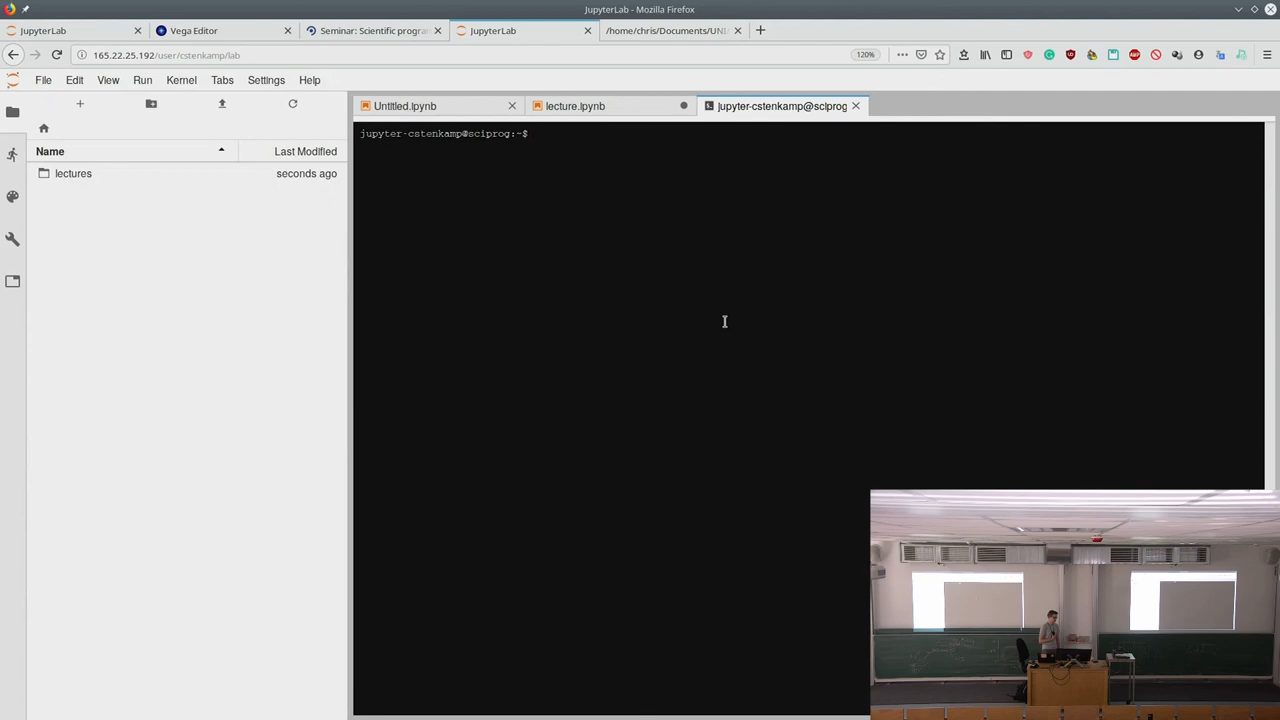 JupyterLab - Mozilla Firefox
JupyterLab
Vega Editor
Seminar: Scientific progra
JupyterLab
/home/chris/Documents/UNI
165.22.25.192/user/cstenkamp/lab
120%
File Edit View Run Kernel Tabs Settings Help
Untitled.ipynb
lecture.ipynb
jupyter-cstenkamp@sciprog
Name
Last Modified
lectures
seconds ago
jupyter-cstenkamp@sciprog:~$